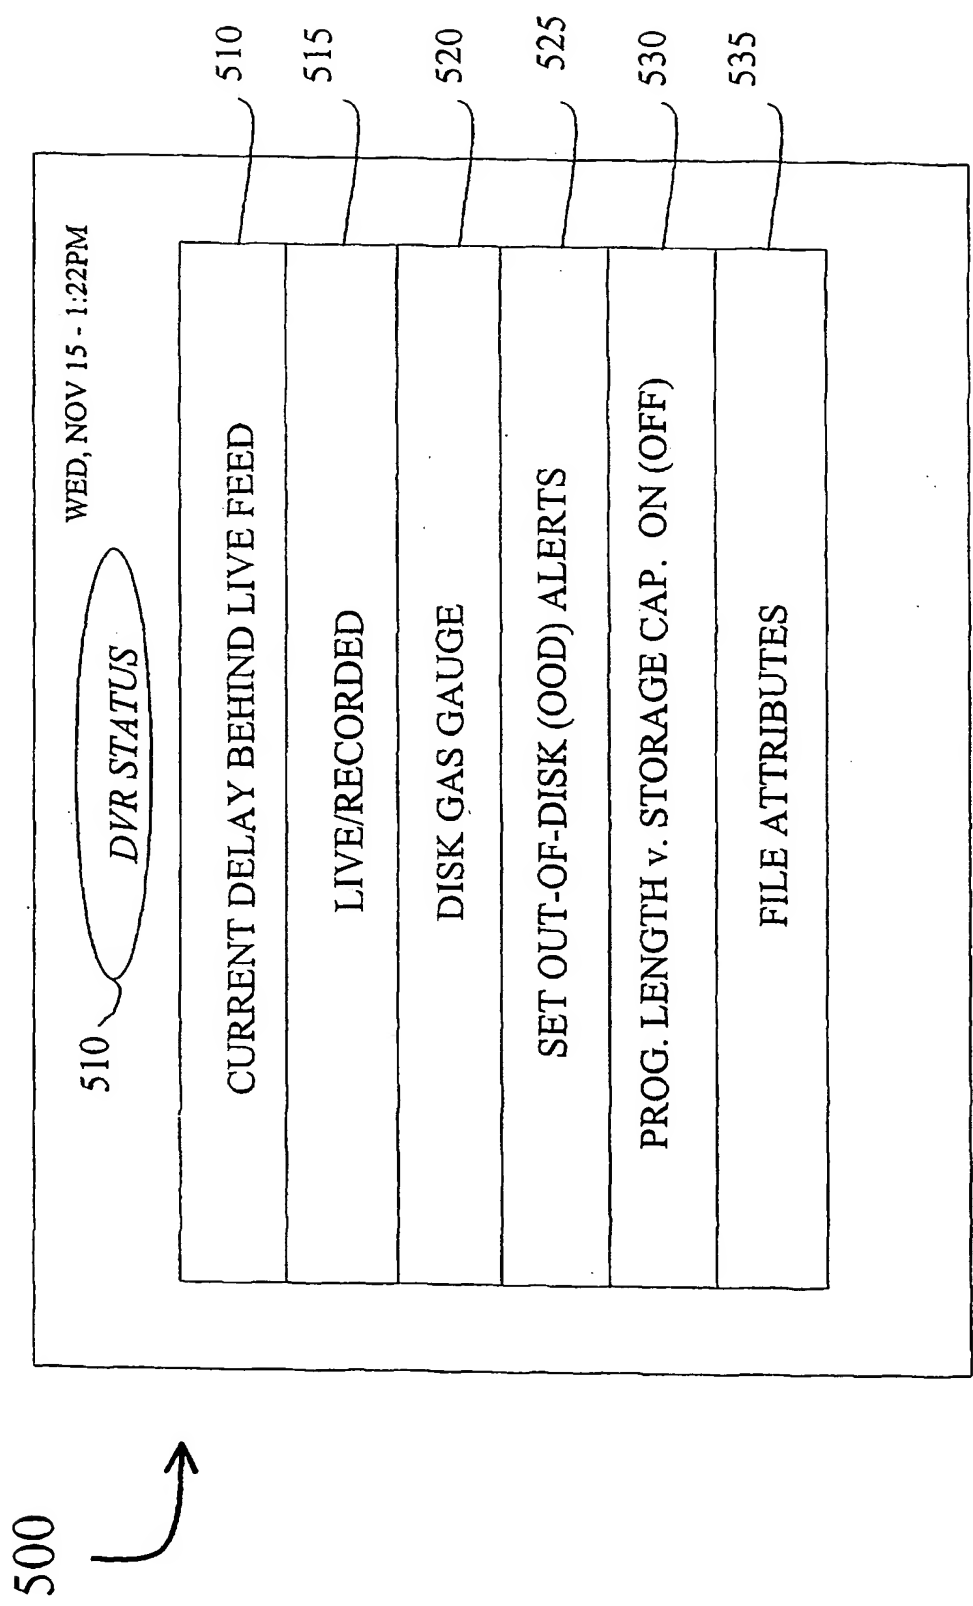 500
WED, NOV 15 - 1:22PM
510
DVR STATUS
CURRENT DELAY BEHIND LIVE FEED
510
LIVE/RECORDED
515
DISK GAS GAUGE
520
SET OUT-OF-DISK (OOD) ALERTS
525
PROG. LENGTH v. STORAGE CAP. ON (OFF)
530
FILE ATTRIBUTES
535